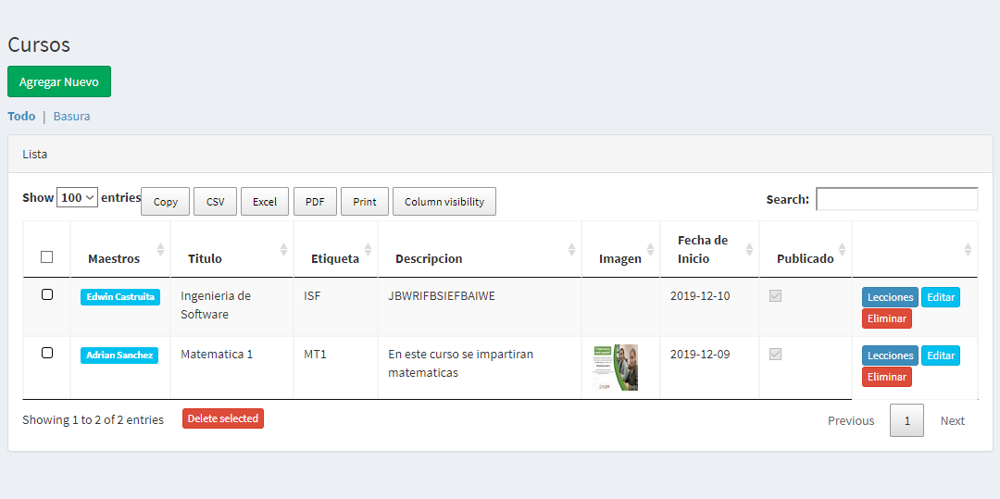 Cursos
Agregar Nuevo
Todo | Basura
Lista
Show 100 entries Copy CSV Excel PDF Print Column visibility Search:
Maestros Titulo Etiqueta Descripcion Imagen Fecha de Inicio Publicado
Edwin Castruita Ingenieria de Software ISF JBWRIFBSIEFBAIWE 2019-12-10 Lecciones Editar
Eliminar
Adrian Sanchez Matematica 1 MT1 En este curso se impartiran matematicas 2019-12-09 Lecciones Editar
Eliminar
Showing 1 to 2 of 2 entries Delete selected Previous 1 Next